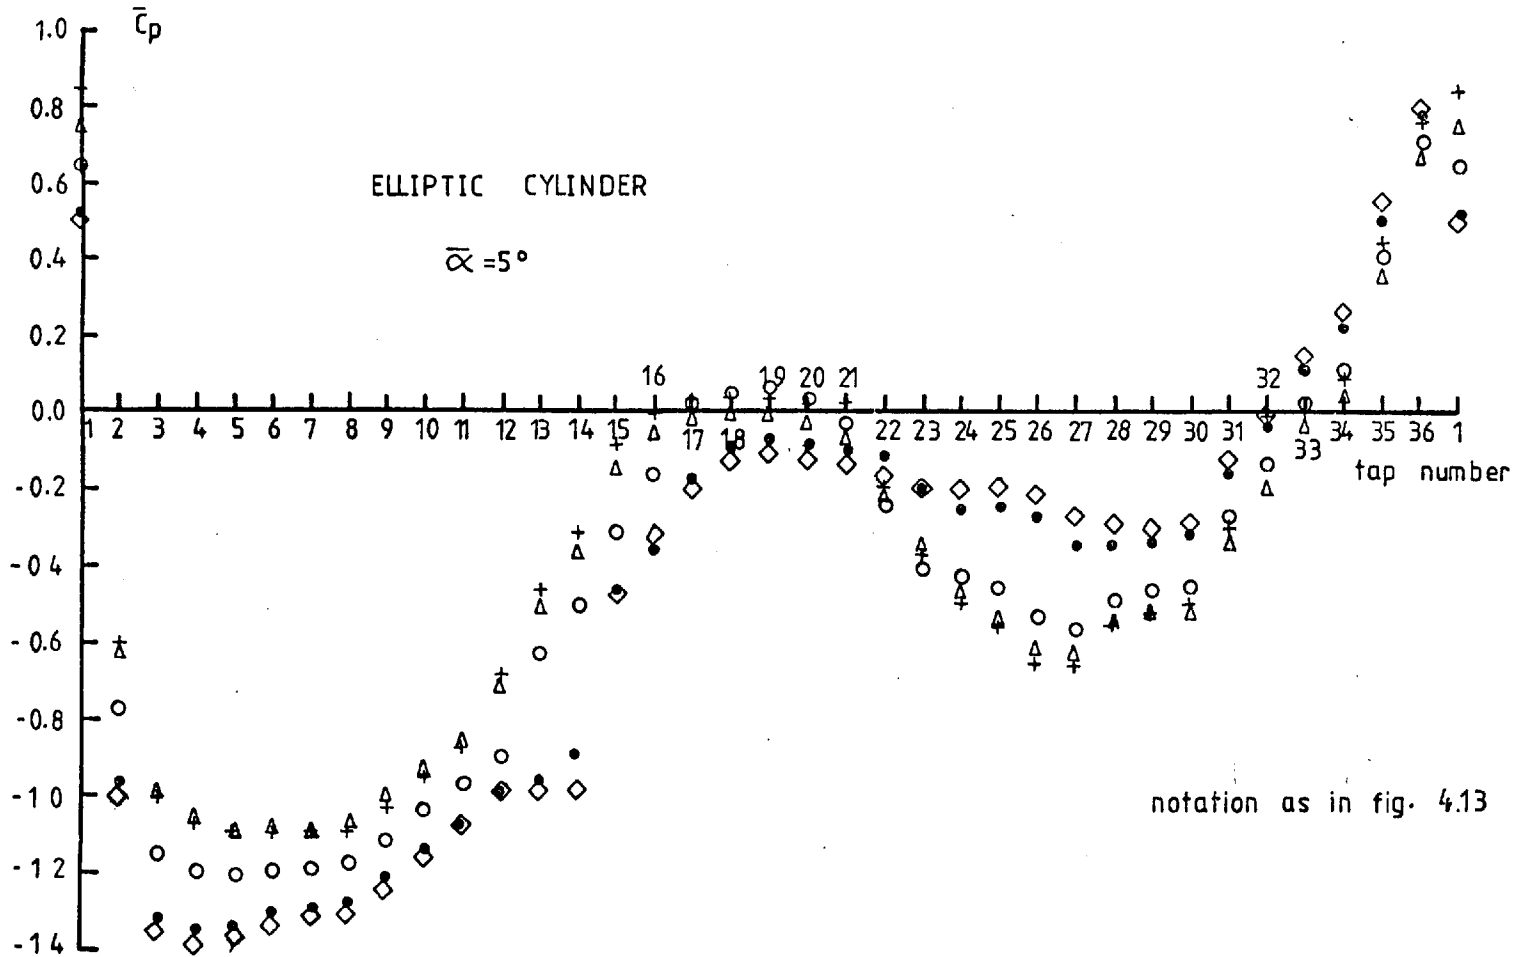 C̄p
1.0
0.8
0.6
0.4
0.2
0.0
-0.2
-0.4
-0.6
-0.8
-1.0
-1.2
-1.4
ELLIPTIC CYLINDER
ᾱ =5°
1 2 3 4 5 6 7 8 9 10 11 12 13 14 15 16 17 18 19 20 21 22 23 24 25 26 27 28 29 30 31 32 33 34 35 36 1
tap number
notation as in fig. 4.13